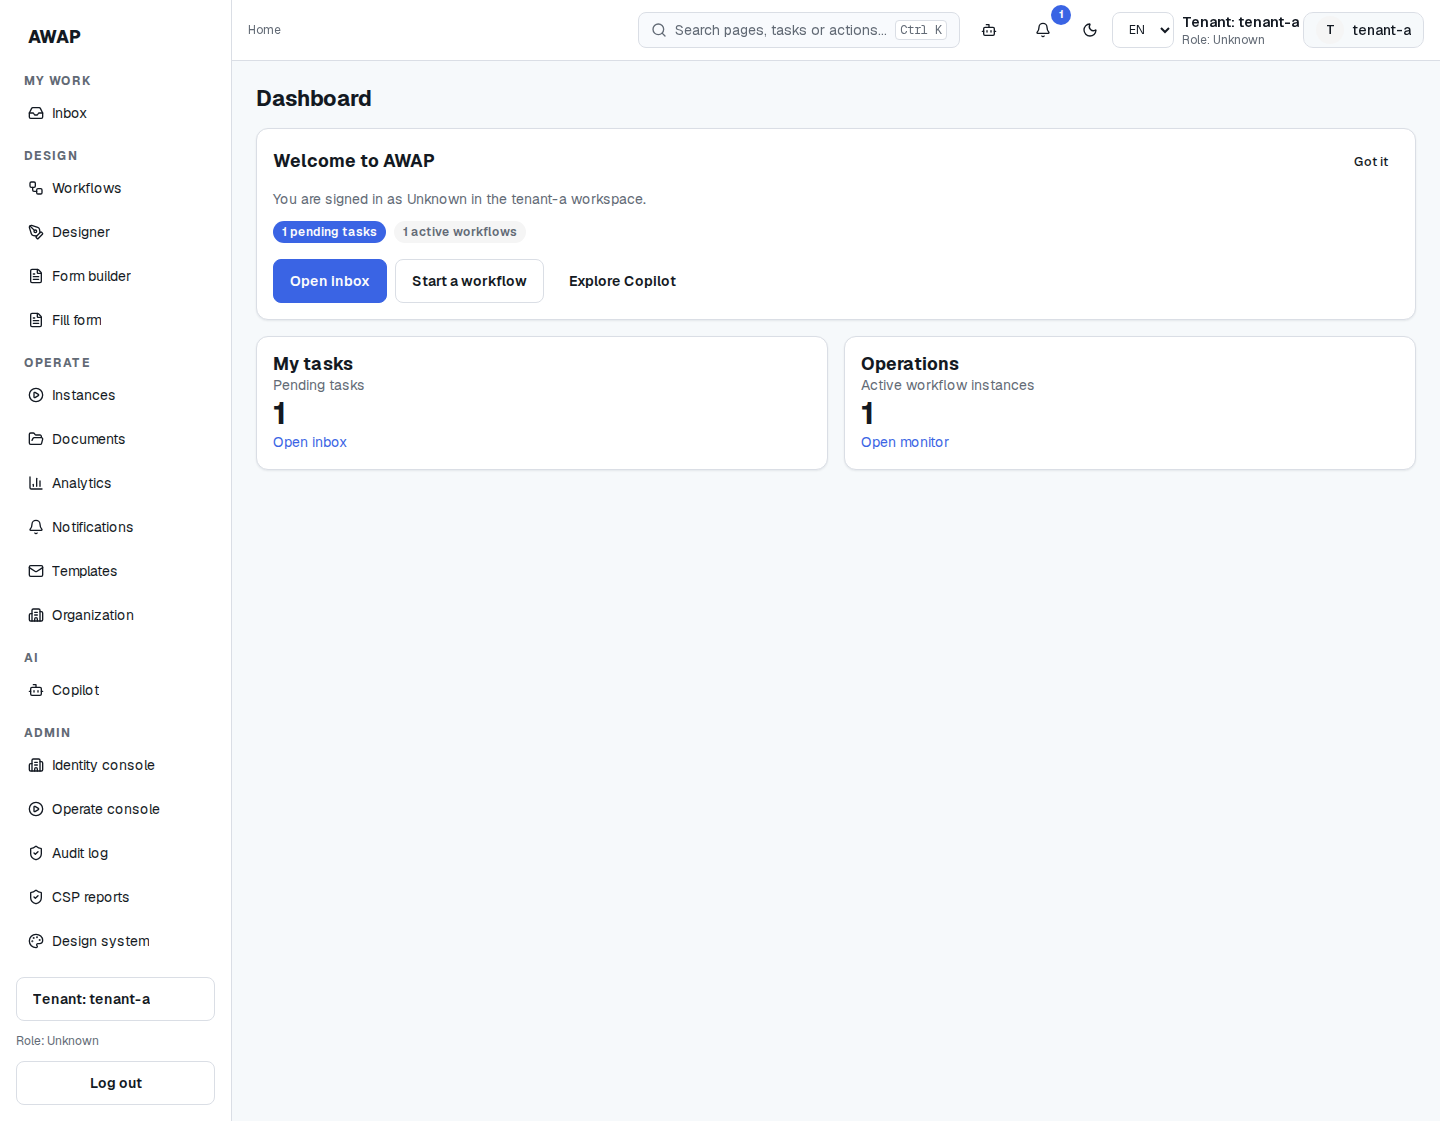 AWAP
MY WORK
Inbox
DESIGN
Workflows
Designer
Form builder
Fill form
OPERATE
Instances
Documents
Analytics
Notifications
Templates
Organization
AI
Copilot
ADMIN
Identity console
Operate console
Audit log
CSP reports
Design system
Tenant: tenant-a
Role: Unknown
Log out
Home
Search pages, tasks or actions... Ctrl K
1
EN
Tenant: tenant-a
Role: Unknown
T tenant-a
Dashboard
Welcome to AWAP
Got it
You are signed in as Unknown in the tenant-a workspace.
1 pending tasks 1 active workflows
Open Inbox Start a workflow Explore Copilot
My tasks
Pending tasks
1
Open inbox
Operations
Active workflow instances
1
Open monitor